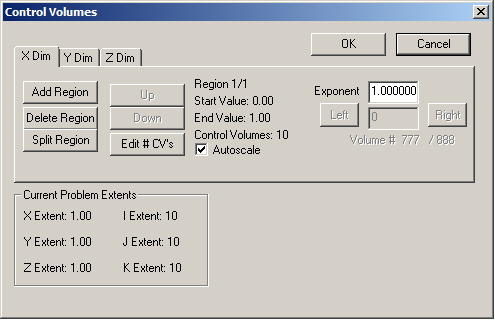 Control Volumes
OK
Cancel
X Dim
Y Dim
Z Dim
Add Region
Delete Region
Split Region
Up
Down
Edit # CV's
Region 1/1
Start Value: 0.00
End Value: 1.00
Control Volumes: 10
Autoscale
Exponent
1.000000
Left
0
Right
Volume # 777 / 888
Current Problem Extents
X Extent: 1.00
I Extent: 10
Y Extent: 1.00
J Extent: 10
Z Extent: 1.00
K Extent: 10